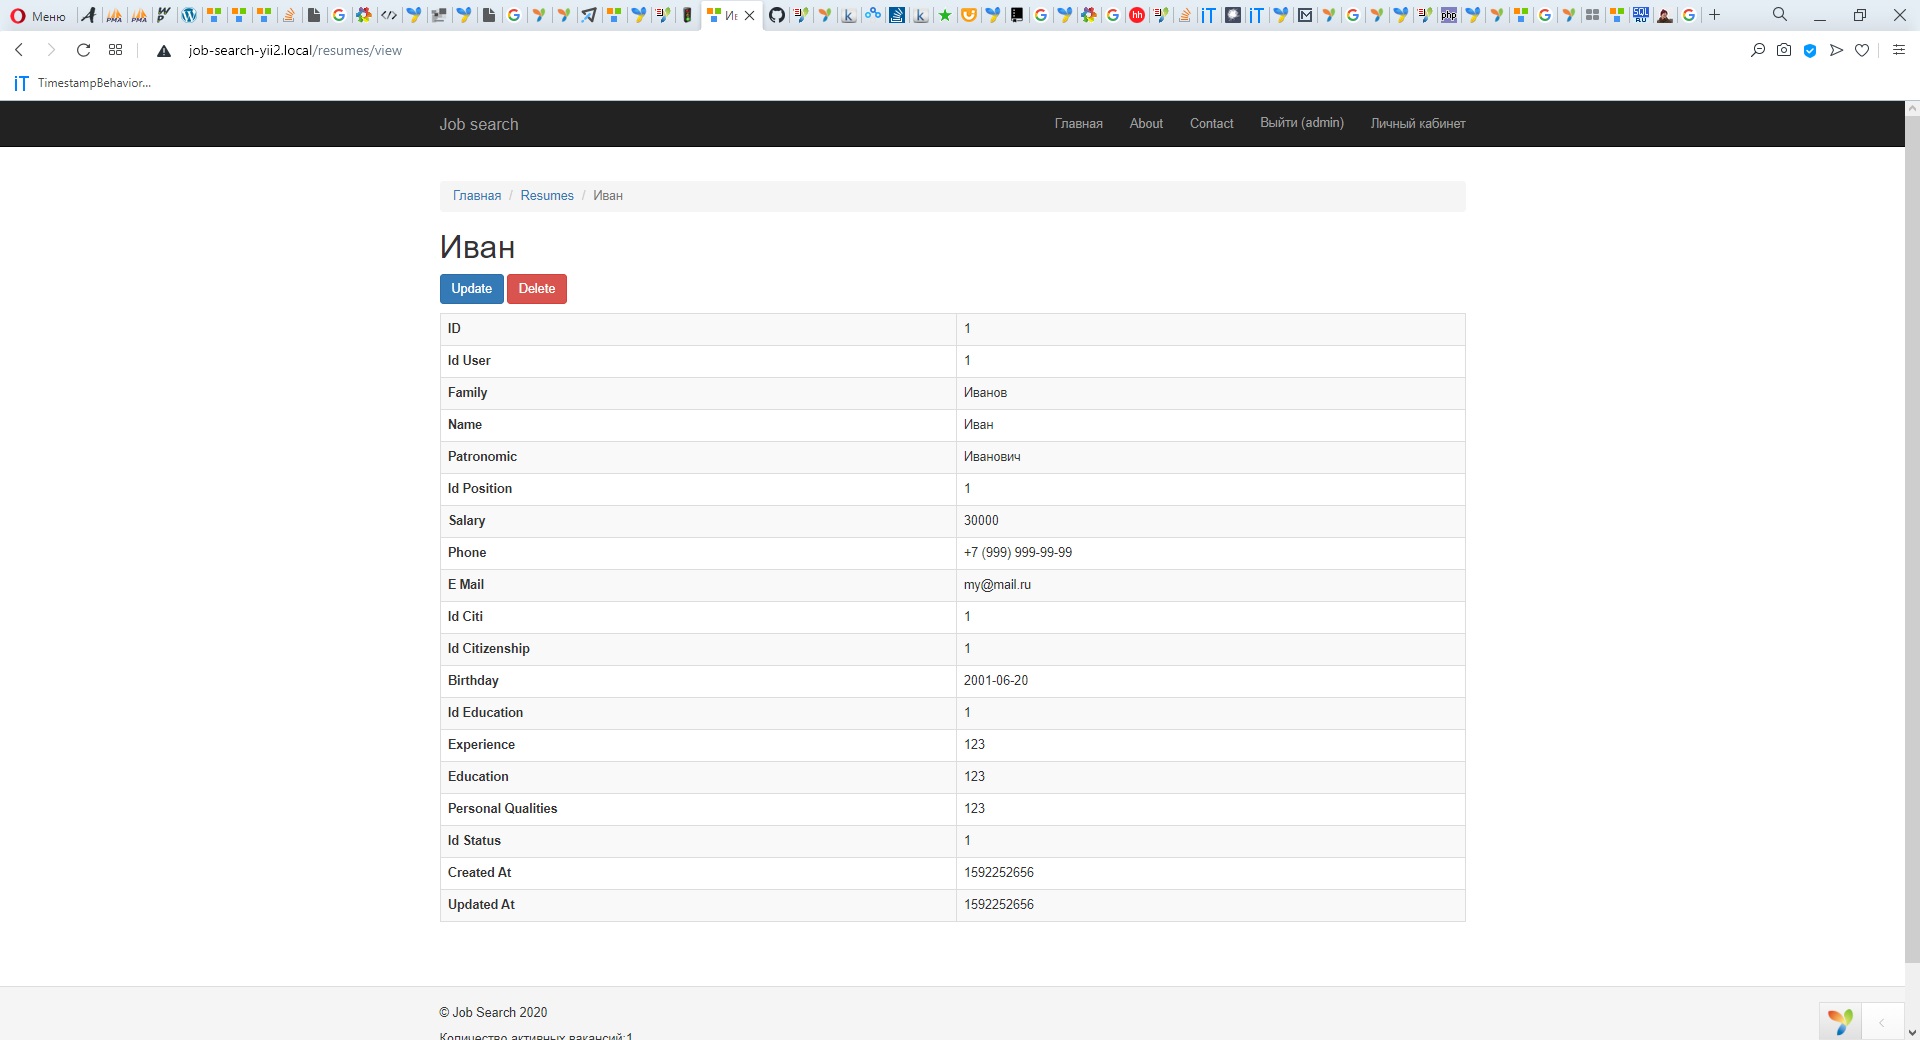 Меню
job-search-yii2.local/resumes/view
TimestampBehavior...
Job search
Главная
About
Contact
Выйти (admin)
Личный кабинет
Главная / Resumes / Иван
Иван
Update Delete
ID 1
Id User 1
Family Иванов
Name Иван
Patronomic Иванович
Id Position 1
Salary 30000
Phone +7 (999) 999-99-99
E Mail my@mail.ru
Id Citi 1
Id Citizenship 1
Birthday 2001-06-20
Id Education 1
Experience 123
Education 123
Personal Qualities 123
Id Status 1
Created At 1592252656
Updated At 1592252656
© Job Search 2020
Количество активных вакансий:1